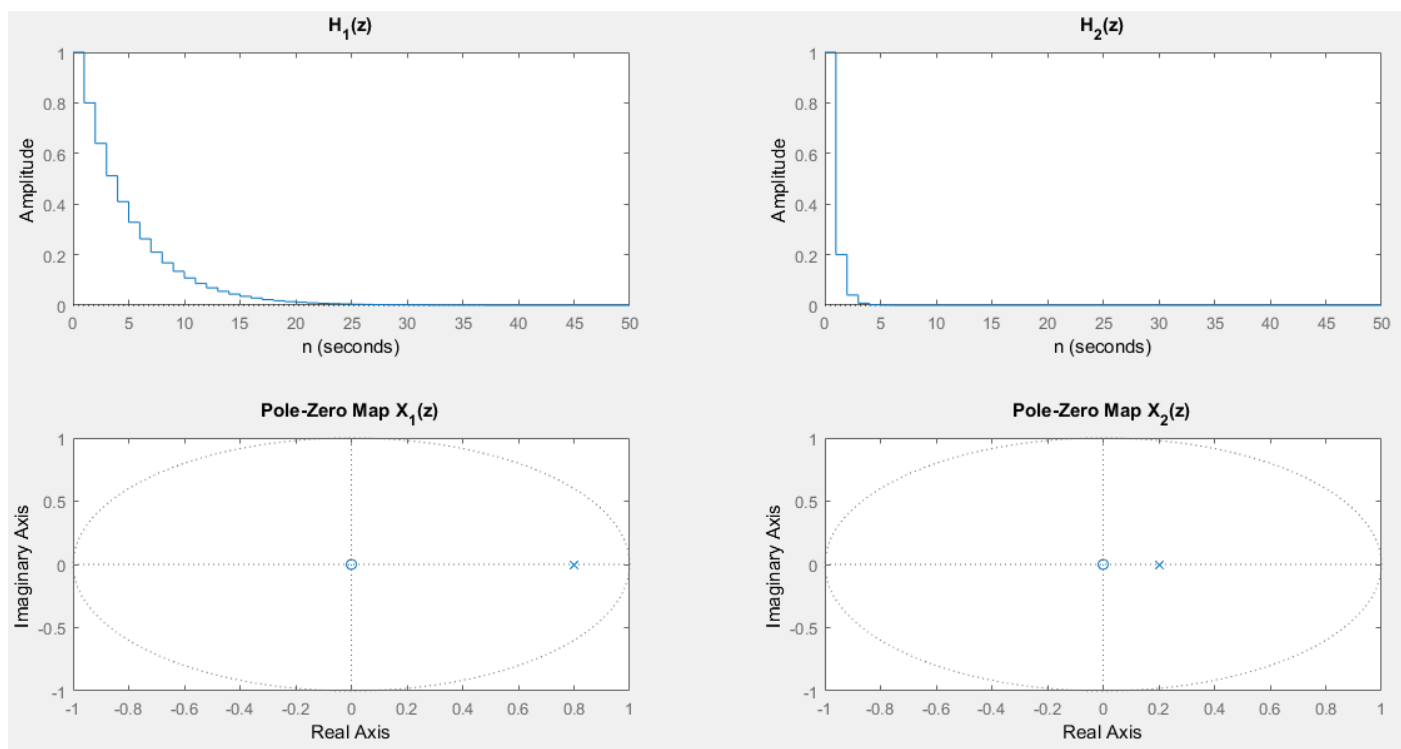 H1(z)
1
0.8
0.6
0.4
0.2
0
Amplitude
0 5 10 15 20 25 30 35 40 45 50
n (seconds)
H2(z)
1
0.8
0.6
0.4
0.2
0
Amplitude
0 5 10 15 20 25 30 35 40 45 50
n (seconds)
Pole-Zero Map X1(z)
1
0.5
0
-0.5
-1
Imaginary Axis
-1 -0.8 -0.6 -0.4 -0.2 0 0.2 0.4 0.6 0.8 1
Real Axis
Pole-Zero Map X2(z)
1
0.5
0
-0.5
-1
Imaginary Axis
-1 -0.8 -0.6 -0.4 -0.2 0 0.2 0.4 0.6 0.8 1
Real Axis